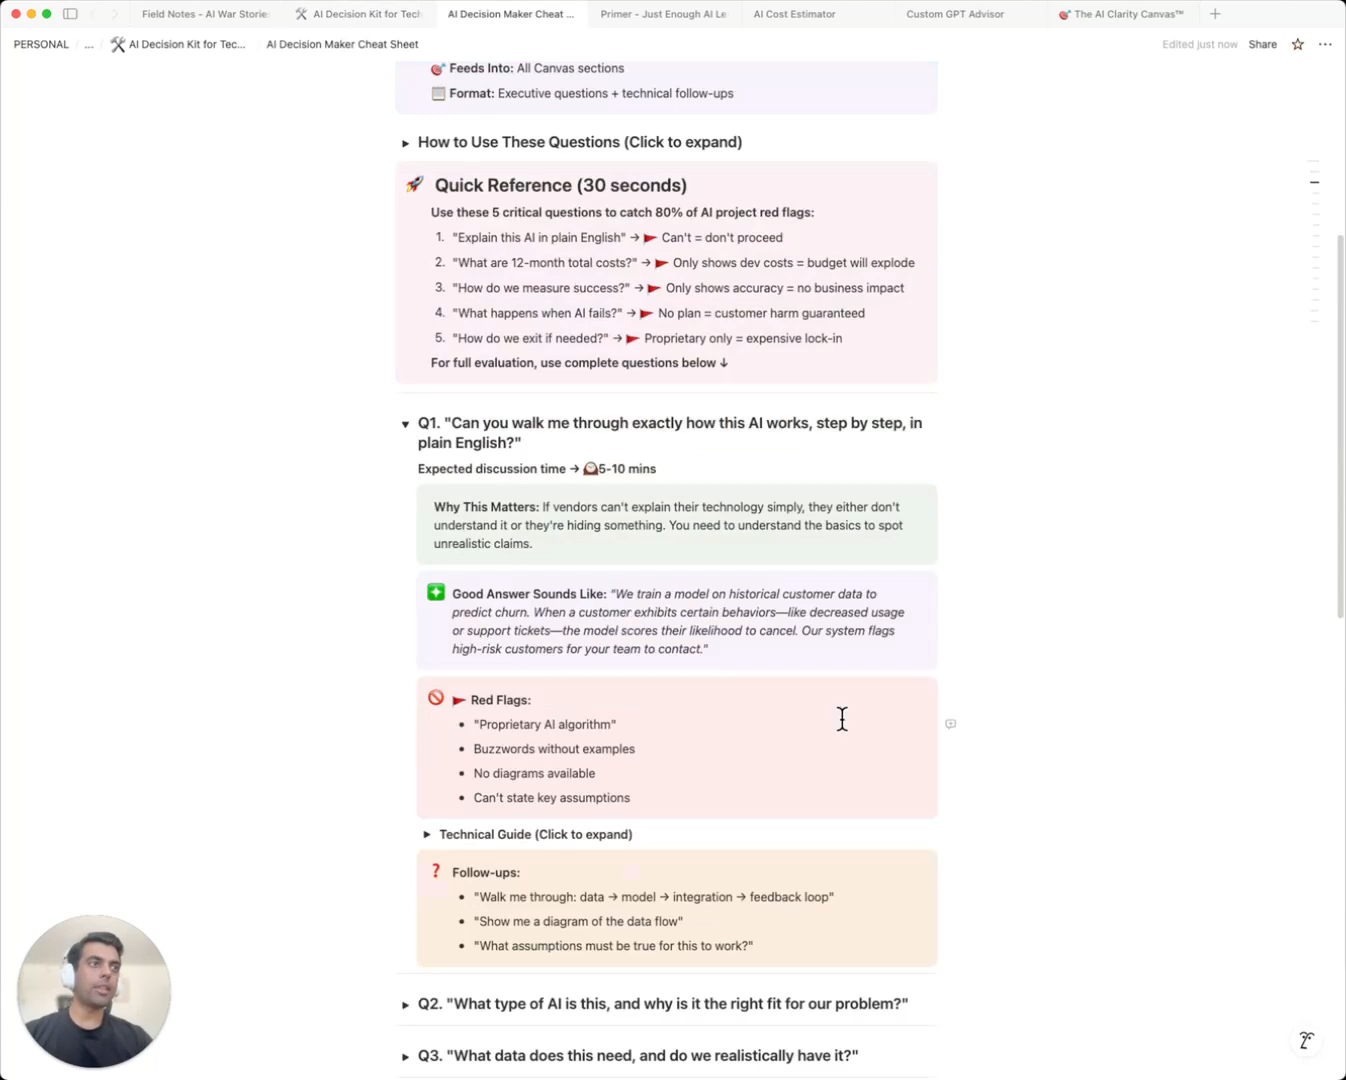 Field Notes - AI War Storie
AI Decision Kit for Tech
AI Decision Maker Cheat ...
Primer - Just Enough AI Le
AI Cost Estimator
Custom GPT Advisor
The AI Clarity Canvas™
PERSONAL / ... / AI Decision Kit for Tec... / AI Decision Maker Cheat Sheet
Edited just now
Share
Feeds Into: All Canvas sections
Format: Executive questions + technical follow-ups
How to Use These Questions (Click to expand)
Quick Reference (30 seconds)
Use these 5 critical questions to catch 80% of AI project red flags:
1. "Explain this AI in plain English" → Can't = don't proceed
2. "What are 12-month total costs?" → Only shows dev costs = budget will explode
3. "How do we measure success?" → Only shows accuracy = no business impact
4. "What happens when AI fails?" → No plan = customer harm guaranteed
5. "How do we exit if needed?" → Proprietary only = expensive lock-in
For full evaluation, use complete questions below ↓
Q1. "Can you walk me through exactly how this AI works, step by step, in
plain English?"
Expected discussion time → 5-10 mins
Why This Matters: If vendors can't explain their technology simply, they either don't
understand it or they're hiding something. You need to understand the basics to spot
unrealistic claims.
Good Answer Sounds Like: "We train a model on historical customer data to
predict churn. When a customer exhibits certain behaviors—like decreased usage
or support tickets—the model scores their likelihood to cancel. Our system flags
high-risk customers for your team to contact."
Red Flags:
• "Proprietary AI algorithm"
• Buzzwords without examples
• No diagrams available
• Can't state key assumptions
Technical Guide (Click to expand)
Follow-ups:
• "Walk me through: data → model → integration → feedback loop"
• "Show me a diagram of the data flow"
• "What assumptions must be true for this to work?"
Q2. "What type of AI is this, and why is it the right fit for our problem?"
Q3. "What data does this need, and do we realistically have it?"